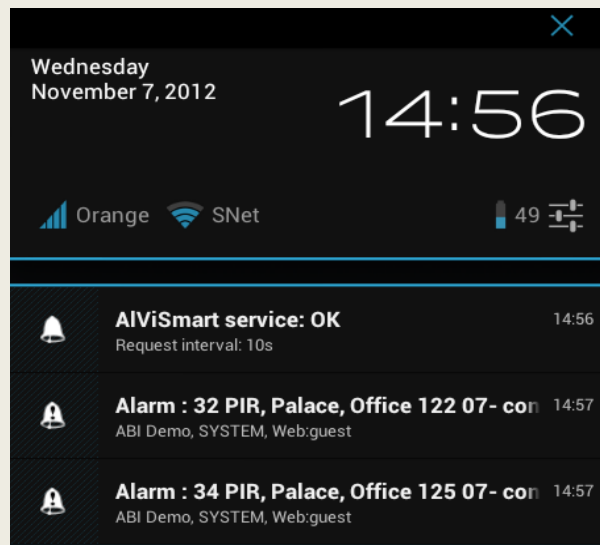 Wednesday
November 7, 2012
14:56
Orange
SNet
49
AlViSmart service: OK
14:56
Request interval: 10s
Alarm : 32 PIR, Palace, Office 122 07- con
14:57
ABI Demo, SYSTEM, Web:guest
Alarm : 34 PIR, Palace, Office 125 07- con
14:57
ABI Demo, SYSTEM, Web:guest